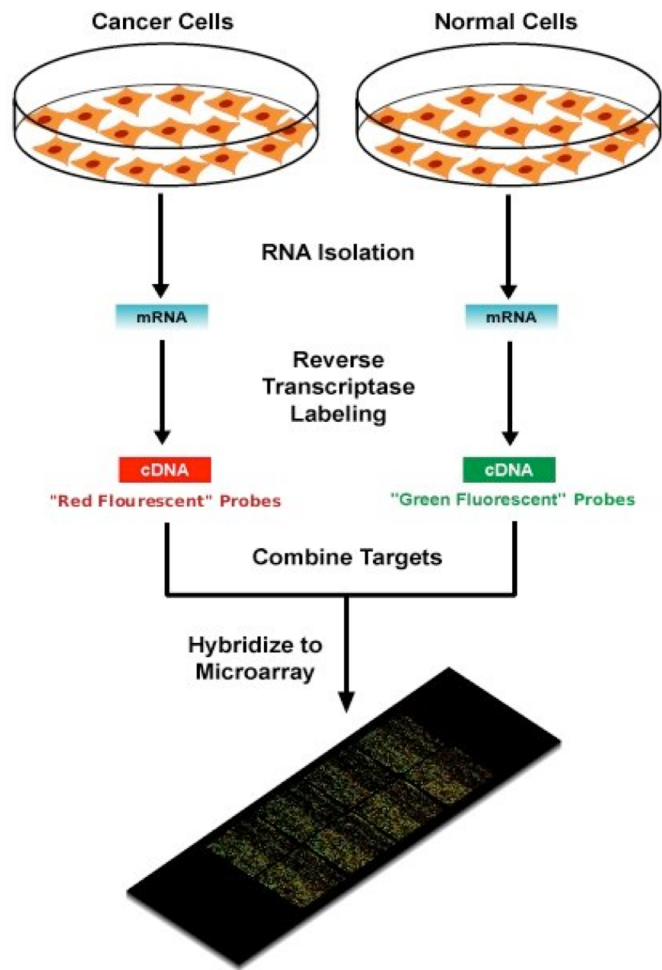 Cancer Cells
Normal Cells
RNA Isolation
mRNA
mRNA
Reverse
Transcriptase
Labeling
cDNA
cDNA
"Red Flourescent" Probes
"Green Fluorescent" Probes
Combine Targets
Hybridize to
Microarray